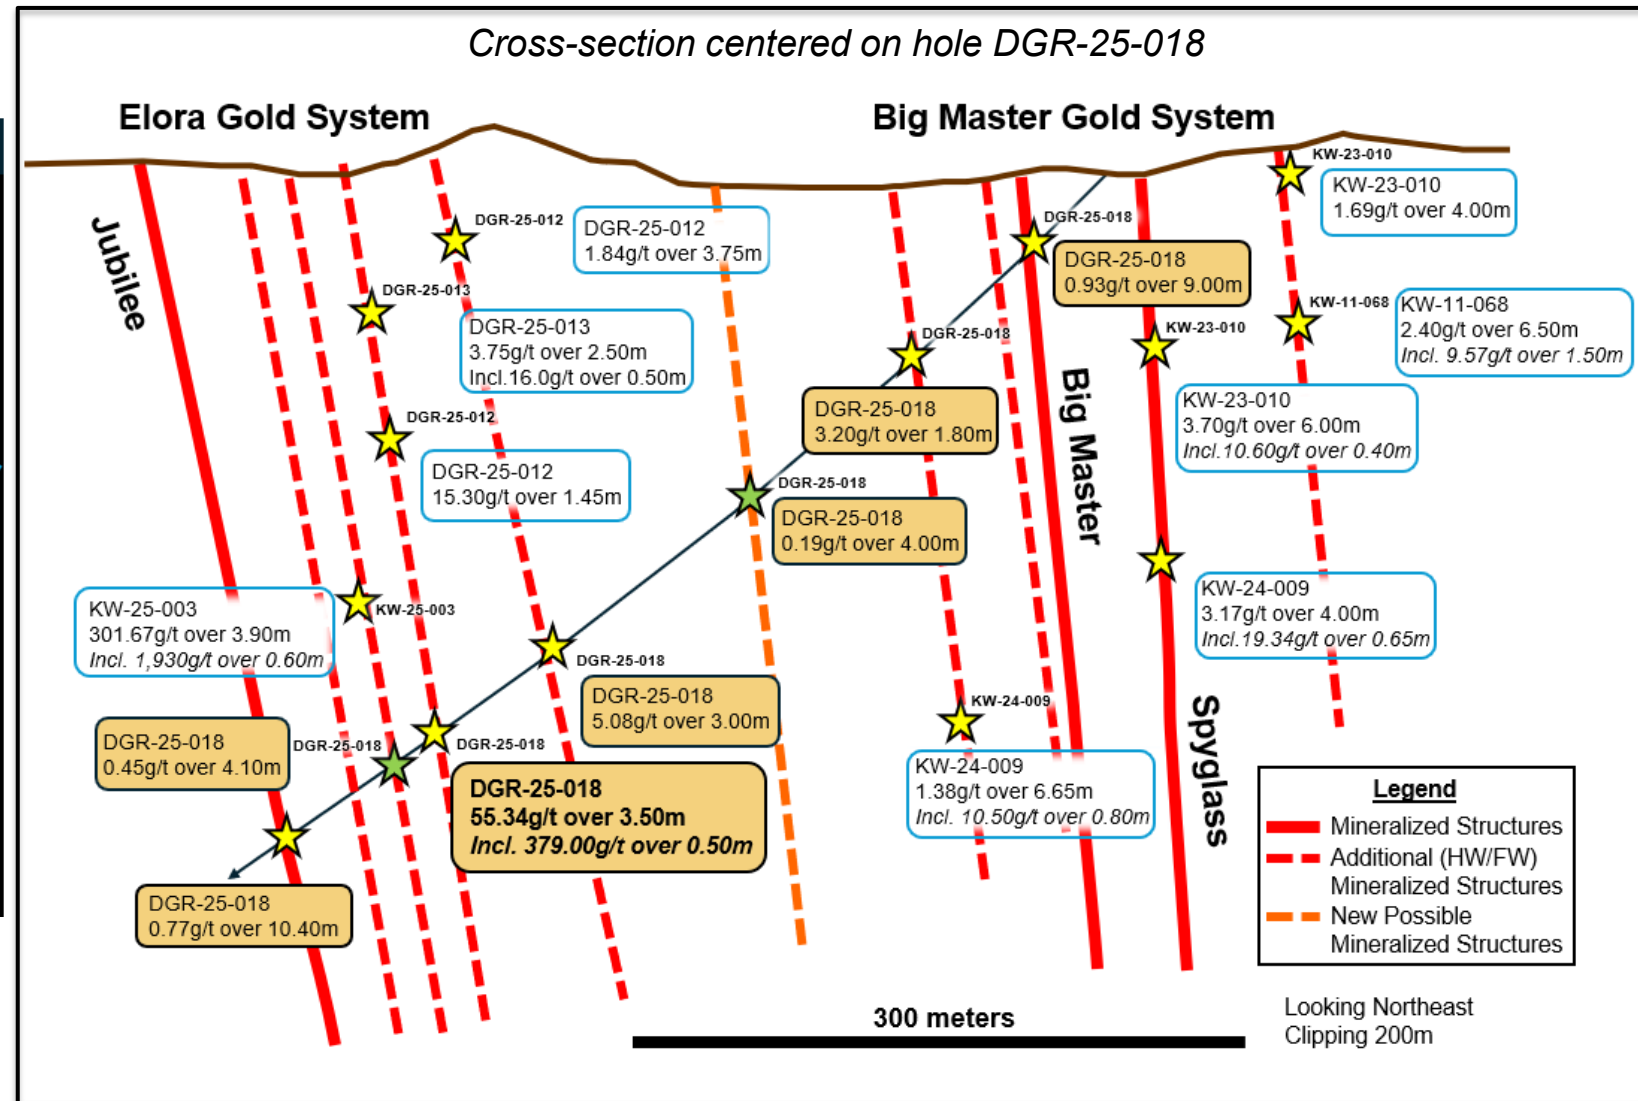 Cross-section centered on hole DGR-25-018
Elora Gold System
Big Master Gold System
KW-23-010
KW-23-010
1.69g/t over 4.00m
DGR-25-012
DGR-25-012
1.84g/t over 3.75m
DGR-25-018
DGR-25-018
0.93g/t over 9.00m
Jubilee
DGR-25-013
DGR-25-013
3.75g/t over 2.50m
Incl.16.0g/t over 0.50m
KW-11-068
KW-11-068
2.40g/t over 6.50m
Incl. 9.57g/t over 1.50m
DGR-25-018
KW-23-010
DGR-25-018
3.20g/t over 1.80m
KW-23-010
3.70g/t over 6.00m
Incl.10.60g/t over 0.40m
Big Master
DGR-25-012
DGR-25-012
15.30g/t over 1.45m
DGR-25-018
DGR-25-018
0.19g/t over 4.00m
KW-24-009
3.17g/t over 4.00m
Incl.19.34g/t over 0.65m
KW-25-003
301.67g/t over 3.90m
Incl. 1,930g/t over 0.60m
KW-25-003
DGR-25-018
DGR-25-018
5.08g/t over 3.00m
KW-24-009
KW-24-009
1.38g/t over 6.65m
Incl. 10.50g/t over 0.80m
Spyglass
DGR-25-018
0.45g/t over 4.10m
DGR-25-018
DGR-25-018
DGR-25-018
55.34g/t over 3.50m
Incl. 379.00g/t over 0.50m
DGR-25-018
0.77g/t over 10.40m
Legend
Mineralized Structures
Additional (HW/FW)
Mineralized Structures
New Possible
Mineralized Structures
300 meters
Looking Northeast
Clipping 200m